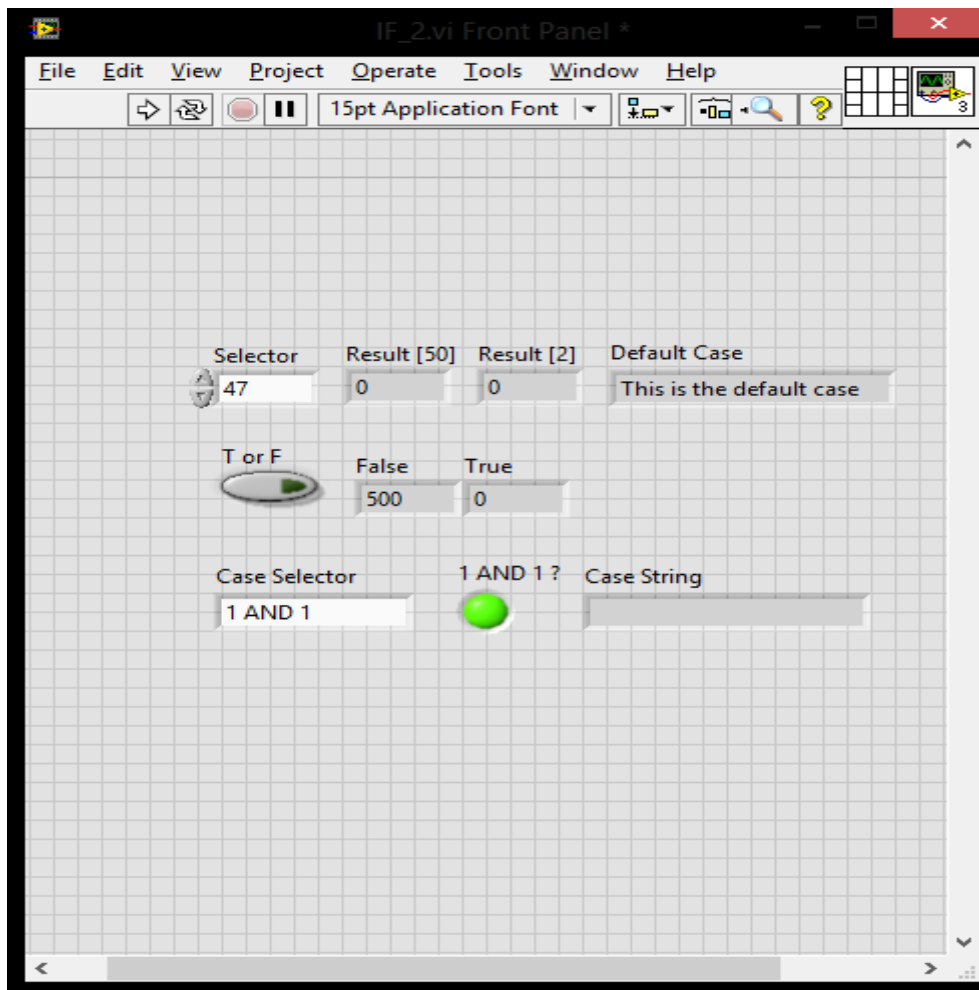 IF_2.vi Front Panel *
File Edit View Project Operate Tools Window Help
15pt Application Font
3
Selector Result [50] Result [2] Default Case
47 0 0 This is the default case
T or F False True
500 0
Case Selector 1 AND 1 ? Case String
1 AND 1